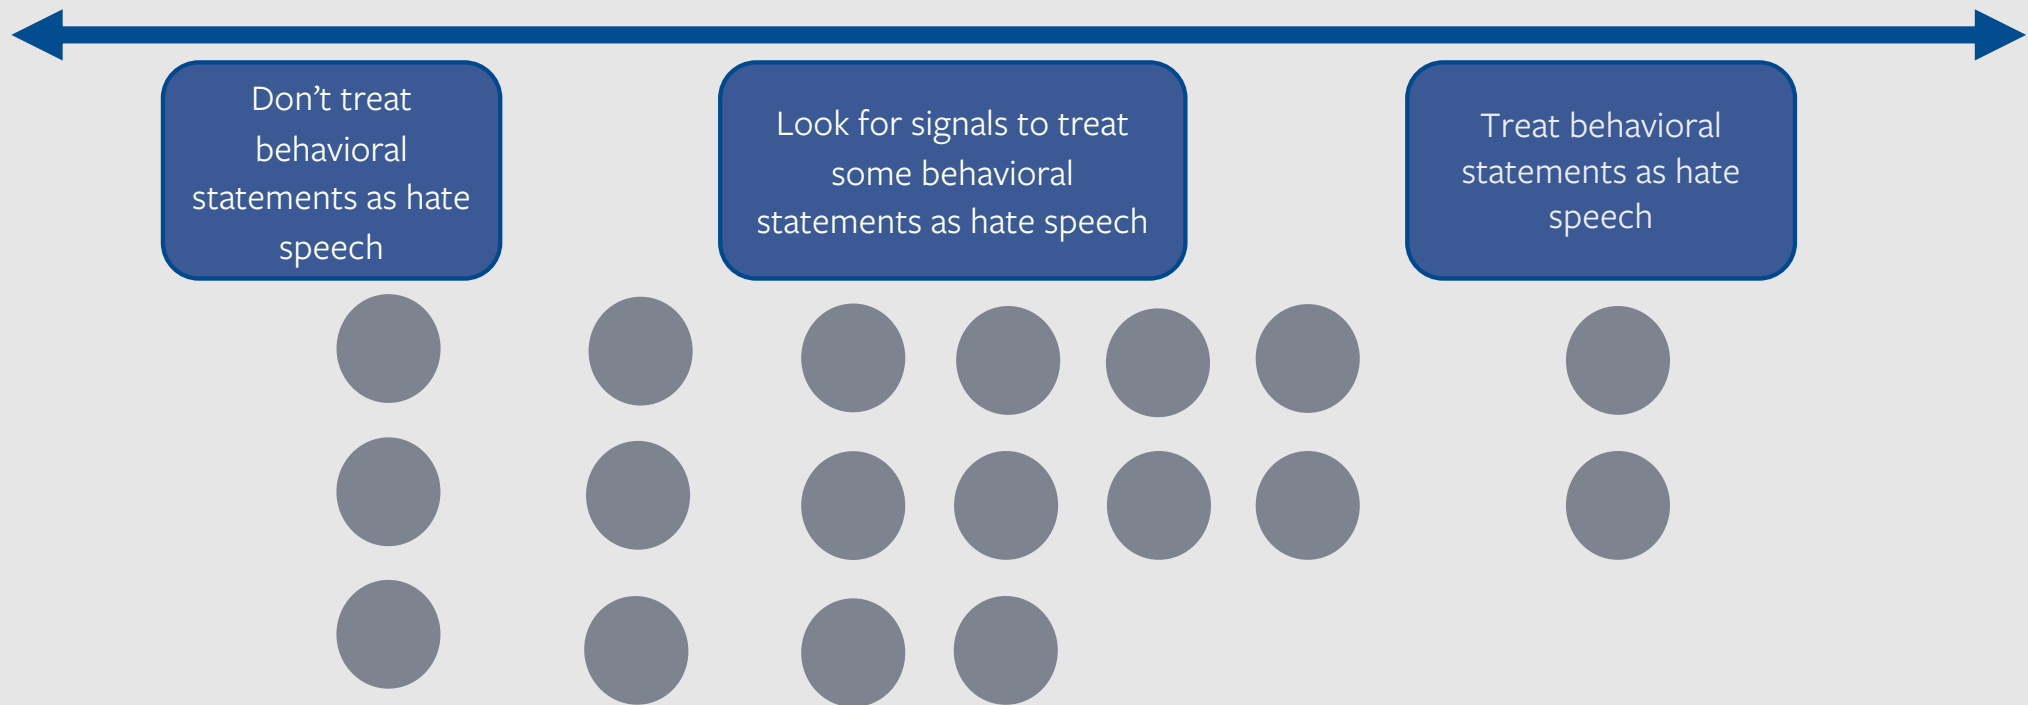 Don’t treat
behavioral
statements as hate
speech
Look for signals to treat
some behavioral
statements as hate speech
Treat behavioral
statements as hate
speech